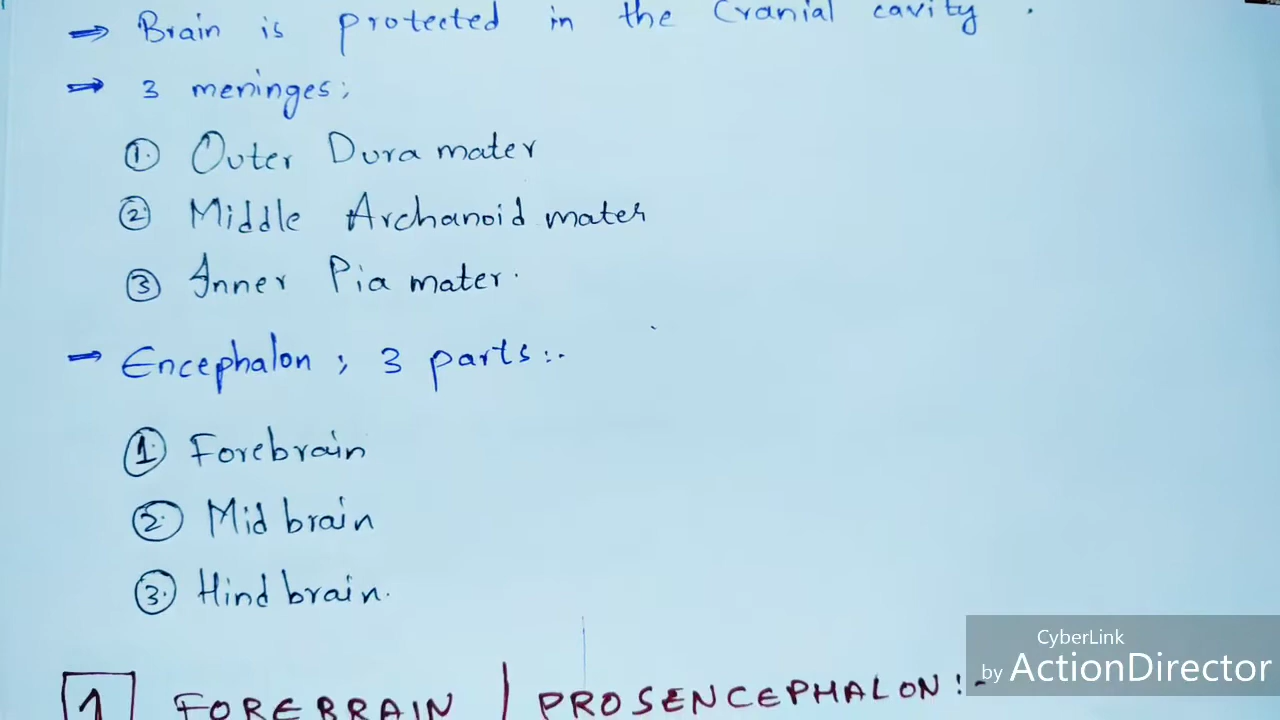 ⇒ Brain is protected in the Cranial cavity .
→ 3 meninges;
① Outer Dura mater
② Middle Archanoid mater
③ Inner Pia mater.
→ Encephalon ; 3 parts:-
① Forebrain
② Mid brain
③ Hind brain.
1 FOREBRAIN / PROSENCEPHALON :-
CyberLink
by ActionDirector